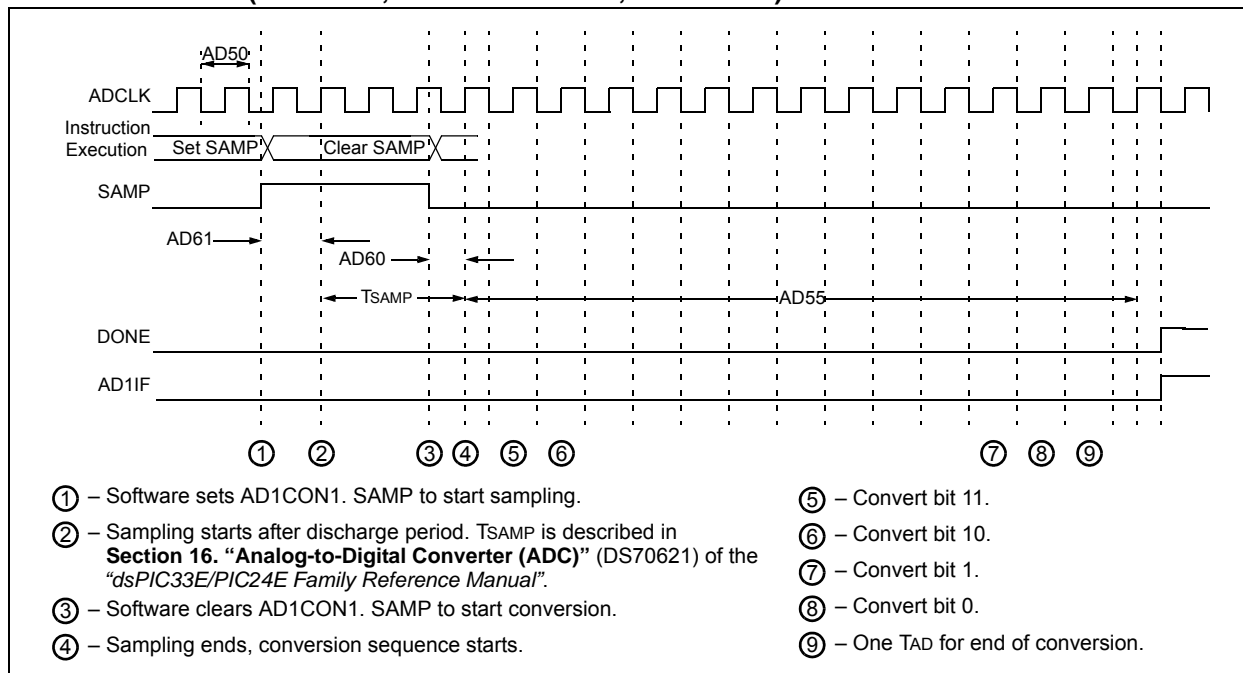 AD50
ADCLK
Instruction
Execution
Set SAMP
Clear SAMP
SAMP
AD61
AD60
TSAMP
AD55
DONE
AD1IF
1 2 3 4 5 6 7 8 9
1 – Software sets AD1CON1. SAMP to start sampling.
2 – Sampling starts after discharge period. TSAMP is described in
Section 16. “Analog-to-Digital Converter (ADC)” (DS70621) of the
“dsPIC33E/PIC24E Family Reference Manual”.
3 – Software clears AD1CON1. SAMP to start conversion.
4 – Sampling ends, conversion sequence starts.
5 – Convert bit 11.
6 – Convert bit 10.
7 – Convert bit 1.
8 – Convert bit 0.
9 – One TAD for end of conversion.